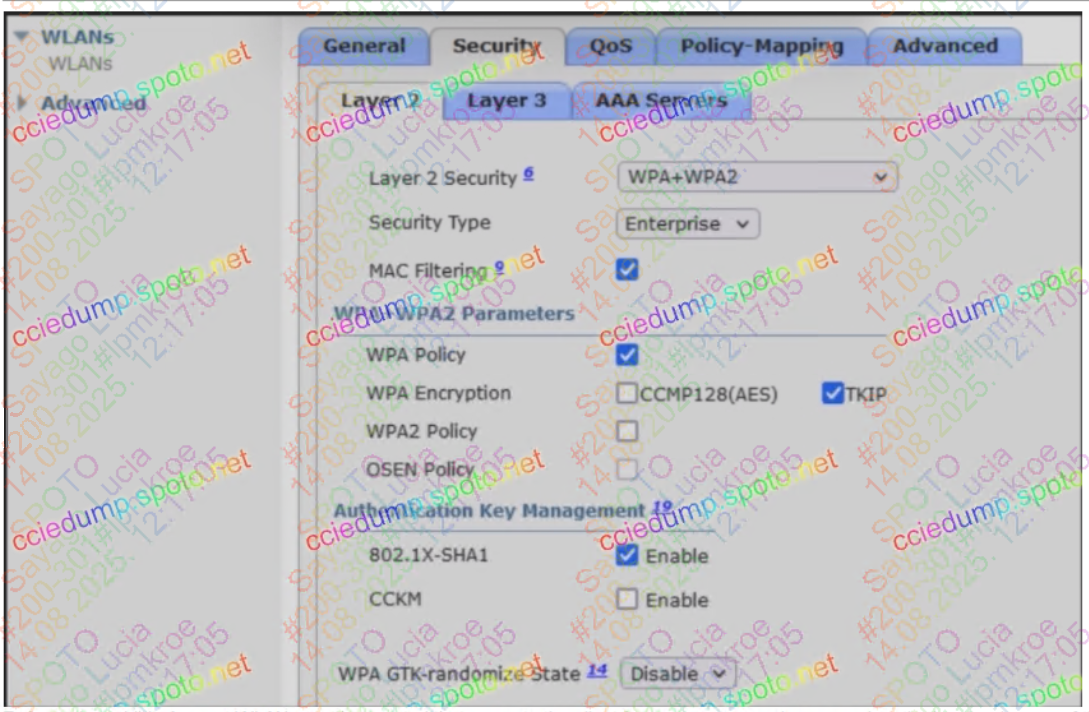 WLANs
WLANs
Advanced
General Security QoS Policy-Mapping Advanced
Layer 2 Layer 3 AAA Servers
Layer 2 Security 6 WPA+WPA2
Security Type Enterprise
MAC Filtering 9
WPA+WPA2 Parameters
WPA Policy
WPA Encryption CCMP128(AES) TKIP
WPA2 Policy
OSEN Policy
Authentication Key Management 19
802.1X-SHA1 Enable
CCKM Enable
WPA GTK-randomize State 14 Disable
cciedump.spoto.net
SPOTO Lucia
Sayago
#200-301#lpmkroe
14.08.2025. 12:17:05